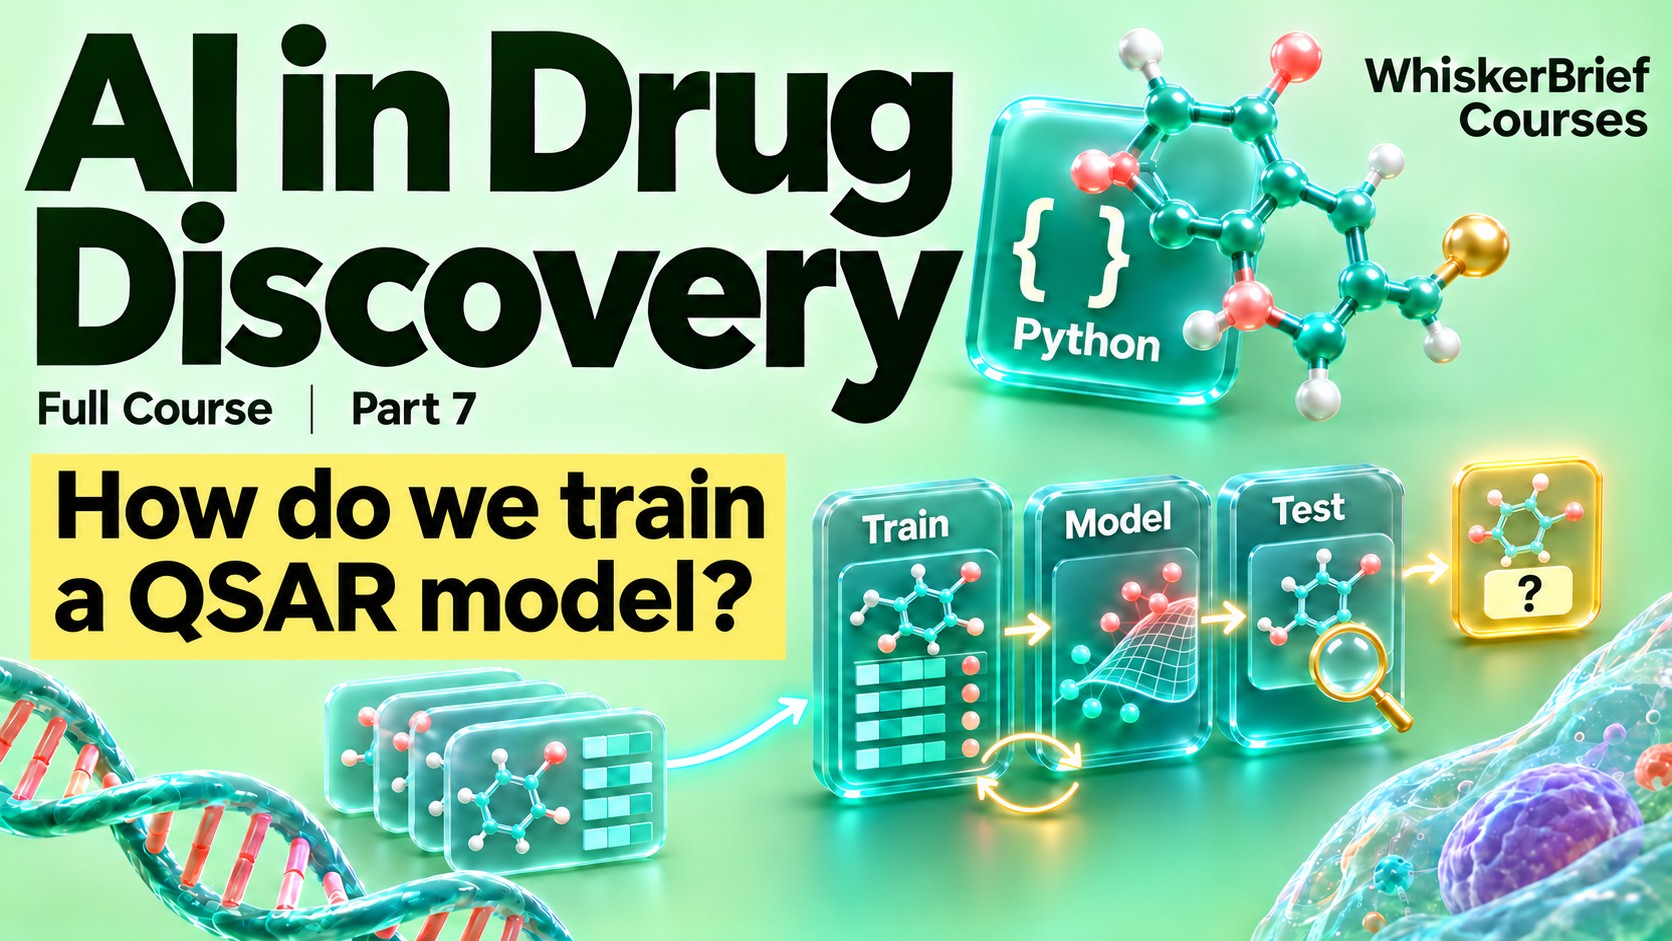 AI in Drug
Discovery
Full Course | Part 7
How do we train
a QSAR model?
WhiskerBrief
Courses
{ }
Python
Train
Model
Test
?